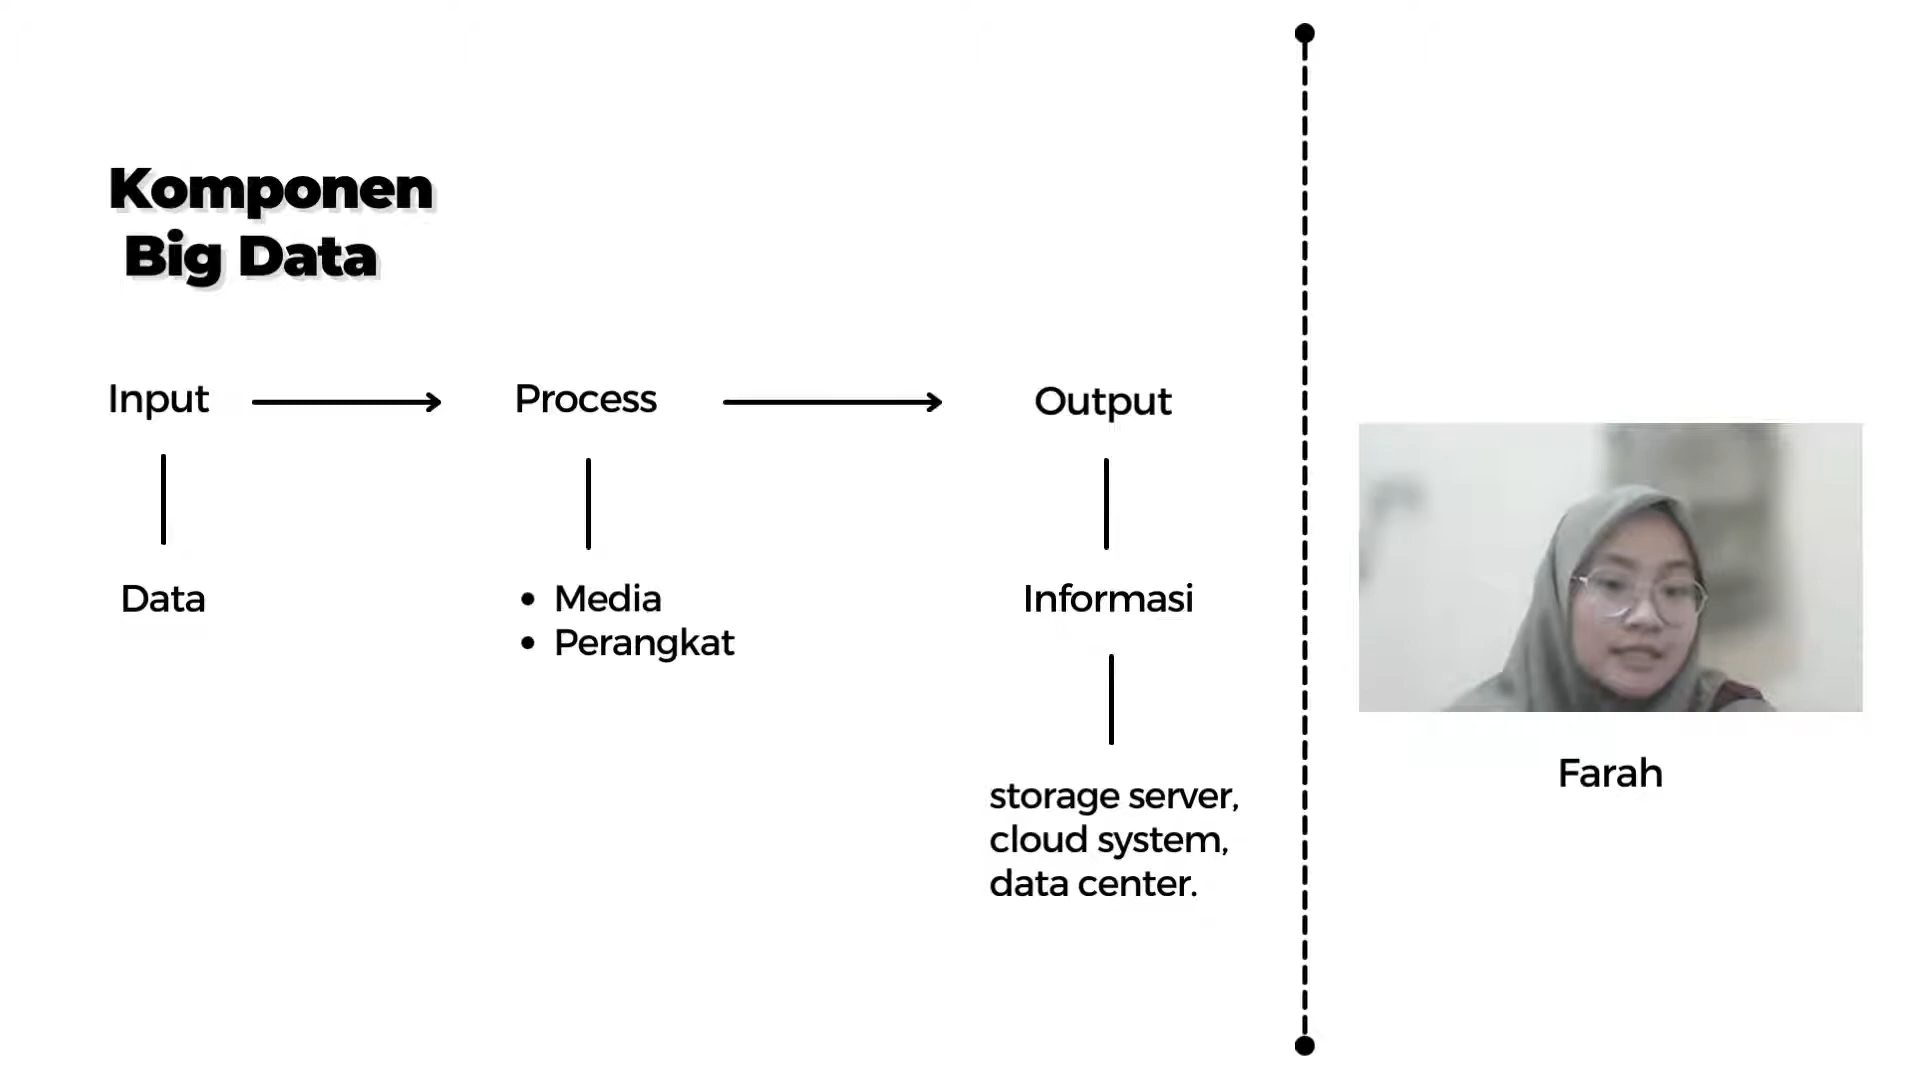 Komponen
Big Data
Input
Process
Output
Data
• Media
• Perangkat
Informasi
storage server,
cloud system,
data center.
Farah